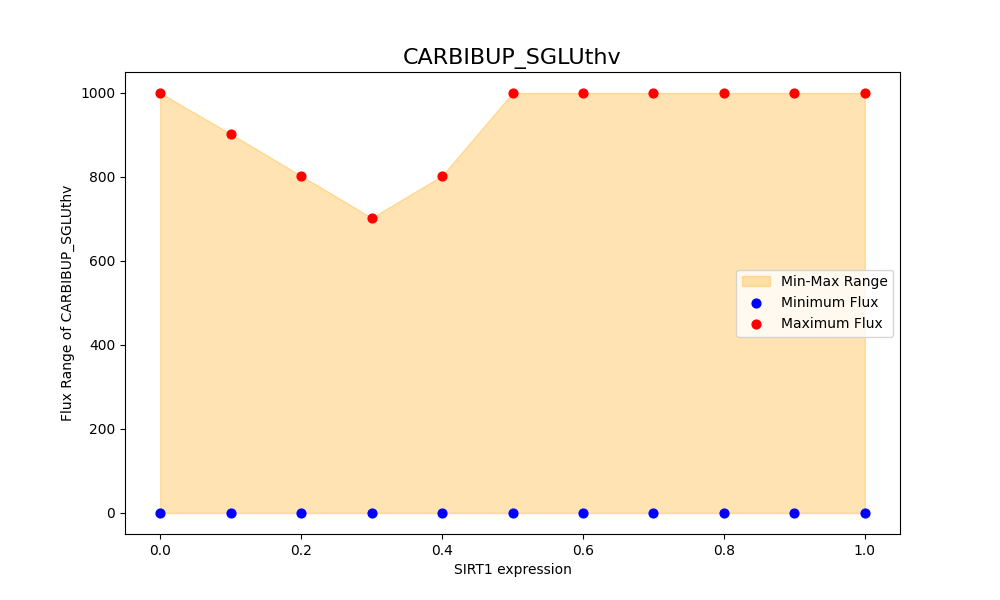 CARBIBUP_SGLUthv
Flux Range of CARBIBUP_SGLUthv
1000
800
600
400
200
0
Min-Max Range
Minimum Flux
Maximum Flux
0.0 0.2 0.4 0.6 0.8 1.0
SIRT1 expression